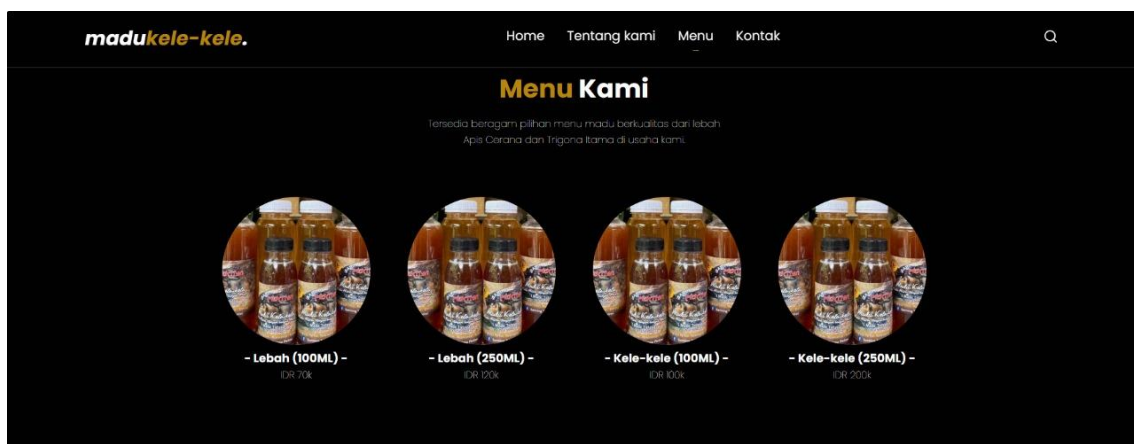 madukele-kele.
Home Tentang kami Menu Kontak
Menu Kami
Tersedia beragam pilihan menu madu berkualitas dari lebah
Apis Cerana dan Trigona Itama di usaha kami.
- Lebah (100ML) -
IDR 70k
- Lebah (250ML) -
IDR 120k
- Kele-kele (100ML) -
IDR 100k
- Kele-kele (250ML) -
IDR 200k